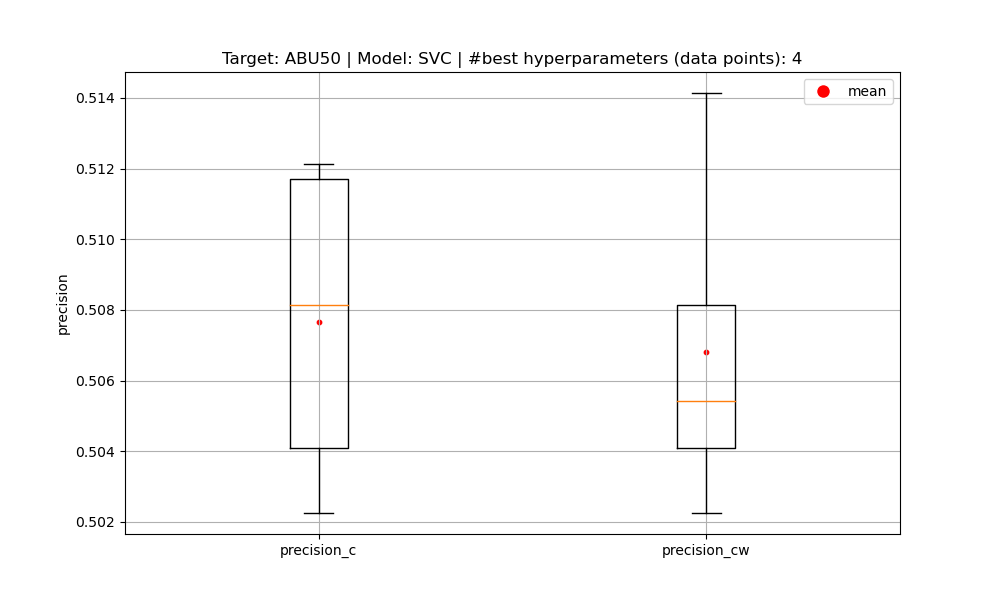 Target: ABU50 | Model: SVC | #best hyperparameters (data points): 4
mean
0.514
0.512
0.510
0.508
0.506
0.504
0.502
precision
precision_c
precision_cw